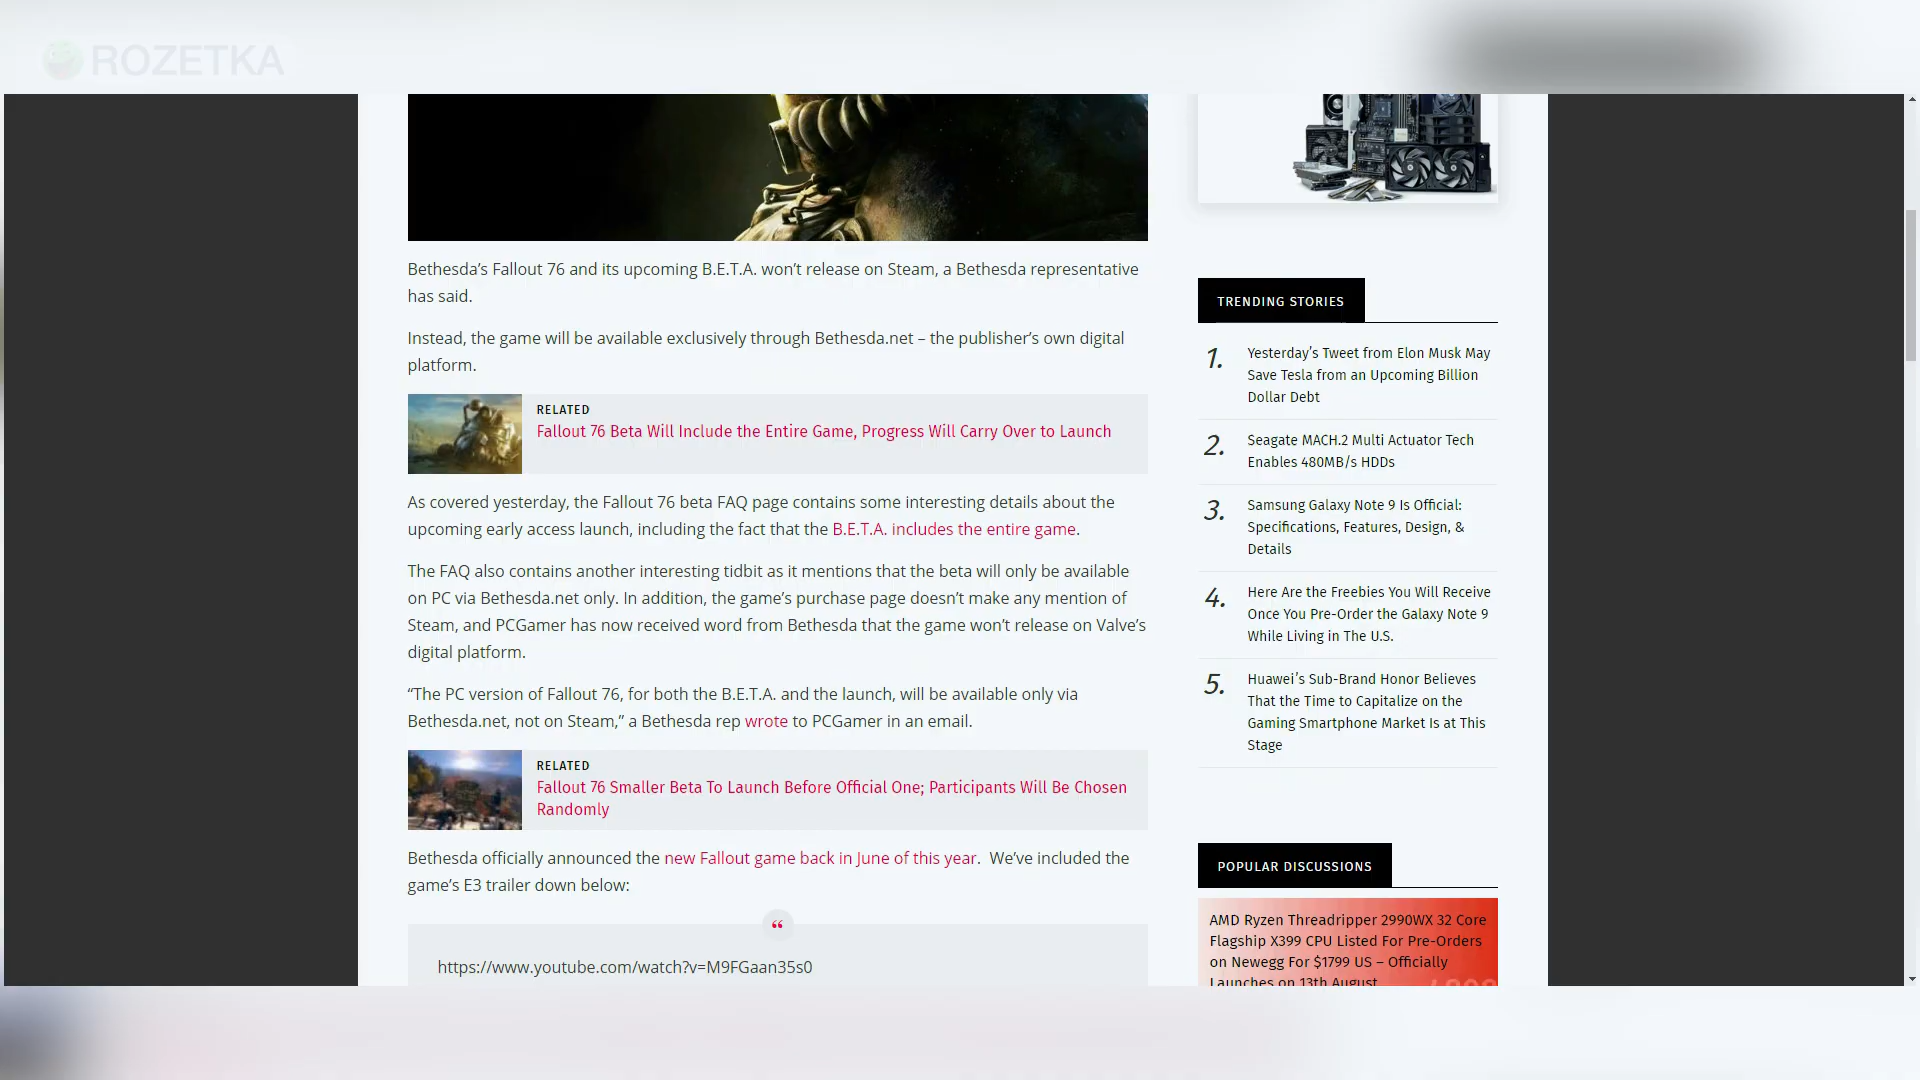 ROZETKA
Bethesda’s Fallout 76 and its upcoming B.E.T.A. won’t release on Steam, a Bethesda representative
has said.
Instead, the game will be available exclusively through Bethesda.net – the publisher’s own digital
platform.
RELATED
Fallout 76 Beta Will Include the Entire Game, Progress Will Carry Over to Launch
As covered yesterday, the Fallout 76 beta FAQ page contains some interesting details about the
upcoming early access launch, including the fact that the B.E.T.A. includes the entire game.
The FAQ also contains another interesting tidbit as it mentions that the beta will only be available
on PC via Bethesda.net only. In addition, the game’s purchase page doesn’t make any mention of
Steam, and PCGamer has now received word from Bethesda that the game won’t release on Valve’s
digital platform.
“The PC version of Fallout 76, for both the B.E.T.A. and the launch, will be available only via
Bethesda.net, not on Steam,” a Bethesda rep wrote to PCGamer in an email.
RELATED
Fallout 76 Smaller Beta To Launch Before Official One; Participants Will Be Chosen
Randomly
Bethesda officially announced the new Fallout game back in June of this year.  We’ve included the
game’s E3 trailer down below:
“
https://www.youtube.com/watch?v=M9FGaan35s0
TRENDING STORIES
1.
Yesterday’s Tweet from Elon Musk May
Save Tesla from an Upcoming Billion
Dollar Debt
2.
Seagate MACH.2 Multi Actuator Tech
Enables 480MB/s HDDs
3.
Samsung Galaxy Note 9 Is Official:
Specifications, Features, Design, &
Details
4.
Here Are the Freebies You Will Receive
Once You Pre-Order the Galaxy Note 9
While Living in The U.S.
5.
Huawei’s Sub-Brand Honor Believes
That the Time to Capitalize on the
Gaming Smartphone Market Is at This
Stage
POPULAR DISCUSSIONS
AMD Ryzen Threadripper 2990WX 32 Core
Flagship X399 CPU Listed For Pre-Orders
on Newegg For $1799 US – Officially
Launches on 13th August